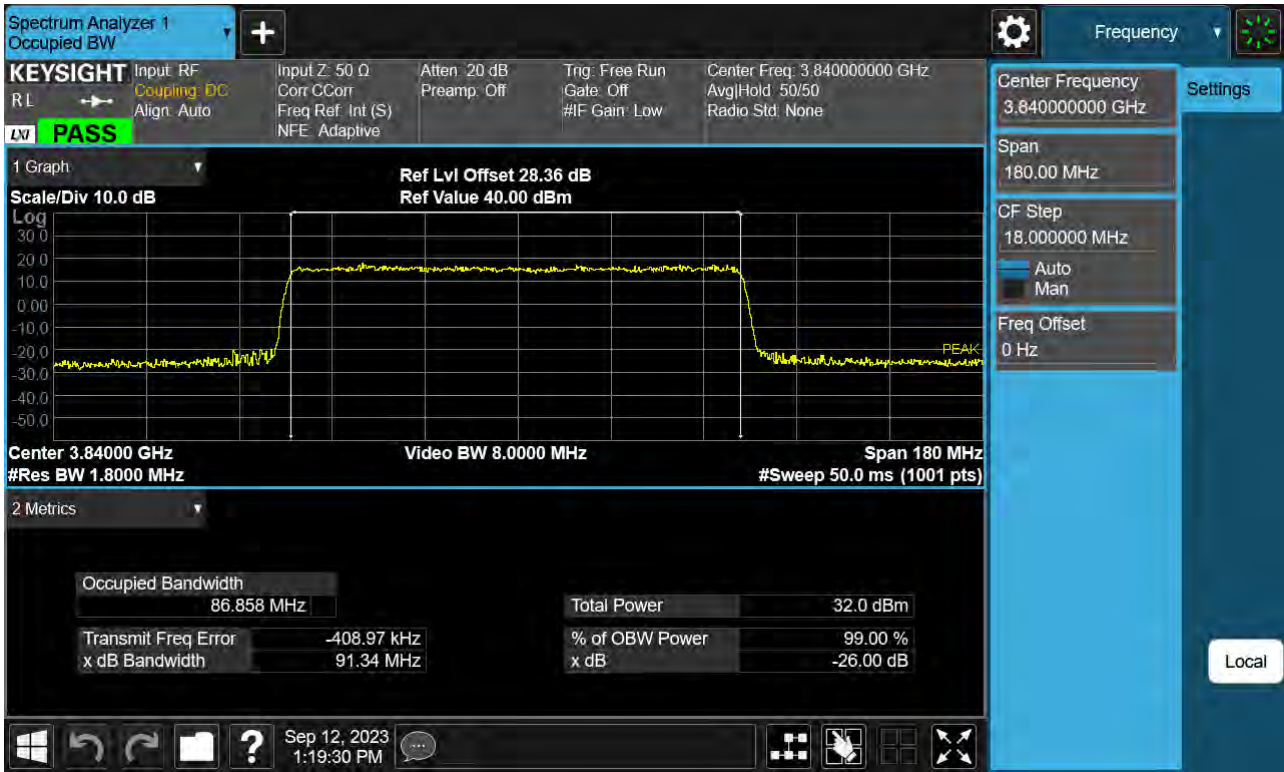 Spectrum Analyzer 1
Occupied BW
+
Frequency
KEYSIGHT
RL
LXI
PASS
Input: RF
Coupling: DC
Align: Auto
Input Z: 50 Ω
Corr CCorr
Freq Ref: Int (S)
NFE: Adaptive
Atten: 20 dB
Preamp: Off
Trig: Free Run
Gate: Off
#IF Gain: Low
Center Freq: 3.840000000 GHz
Avg|Hold: 50/50
Radio Std: None
1 Graph
Scale/Div 10.0 dB
Ref Lvl Offset 28.36 dB
Ref Value 40.00 dBm
Log
30.0
20.0
10.0
0.00
-10.0
-20.0
-30.0
-40.0
-50.0
PEAK
Center 3.84000 GHz
#Res BW 1.8000 MHz
Video BW 8.0000 MHz
Span 180 MHz
#Sweep 50.0 ms (1001 pts)
2 Metrics
Occupied Bandwidth
86.858 MHz
Transmit Freq Error -408.97 kHz
x dB Bandwidth 91.34 MHz
Total Power 32.0 dBm
% of OBW Power 99.00 %
x dB -26.00 dB
Center Frequency
3.840000000 GHz
Span
180.00 MHz
CF Step
18.000000 MHz
Auto
Man
Freq Offset
0 Hz
Settings
Local
?
Sep 12, 2023
1:19:30 PM